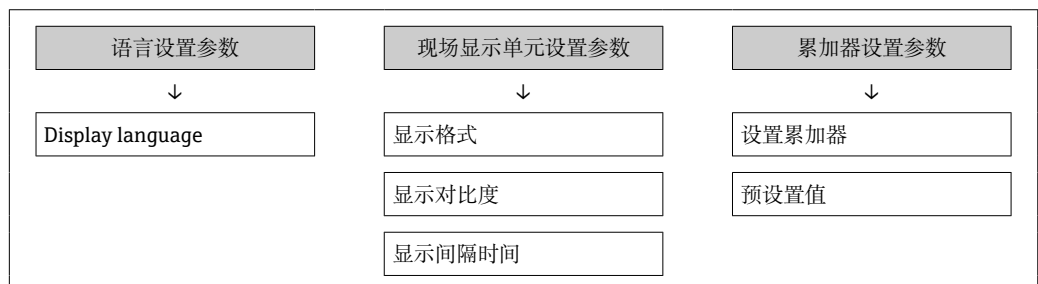 语言设置参数
现场显示单元设置参数
累加器设置参数
Display language
显示格式
设置累加器
显示对比度
预设置值
显示间隔时间